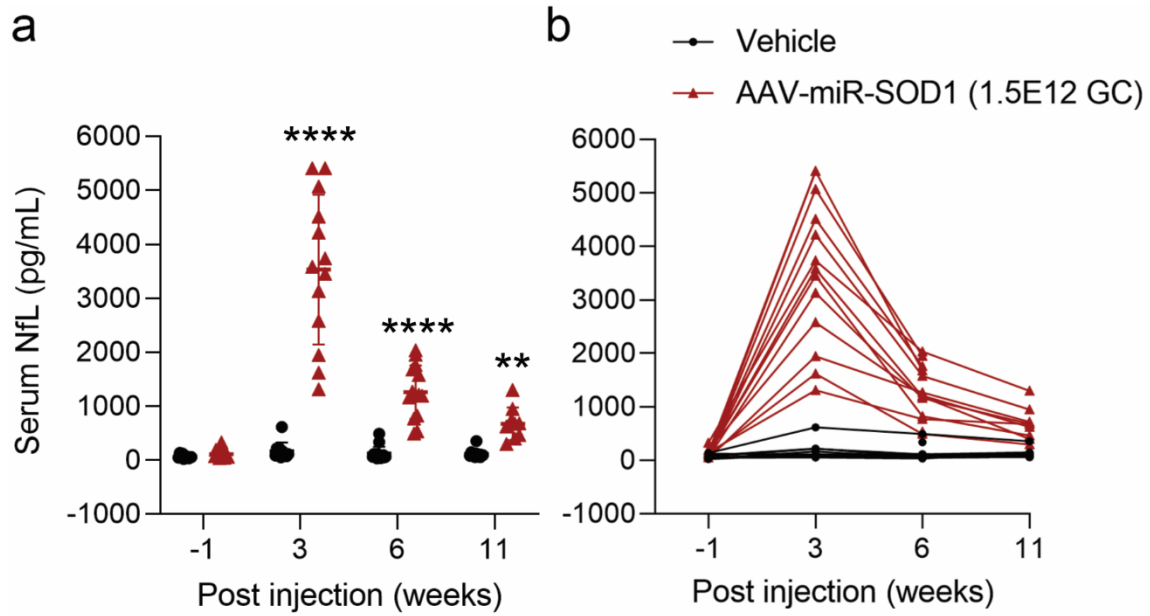 a
b
Vehicle
AAV-miR-SOD1 (1.5E12 GC)
Serum NfL (pg/mL)
6000
5000
4000
3000
2000
1000
0
-1000
****
****
**
-1 3 6 11
Post injection (weeks)
6000
5000
4000
3000
2000
1000
0
-1000
-1 3 6 11
Post injection (weeks)